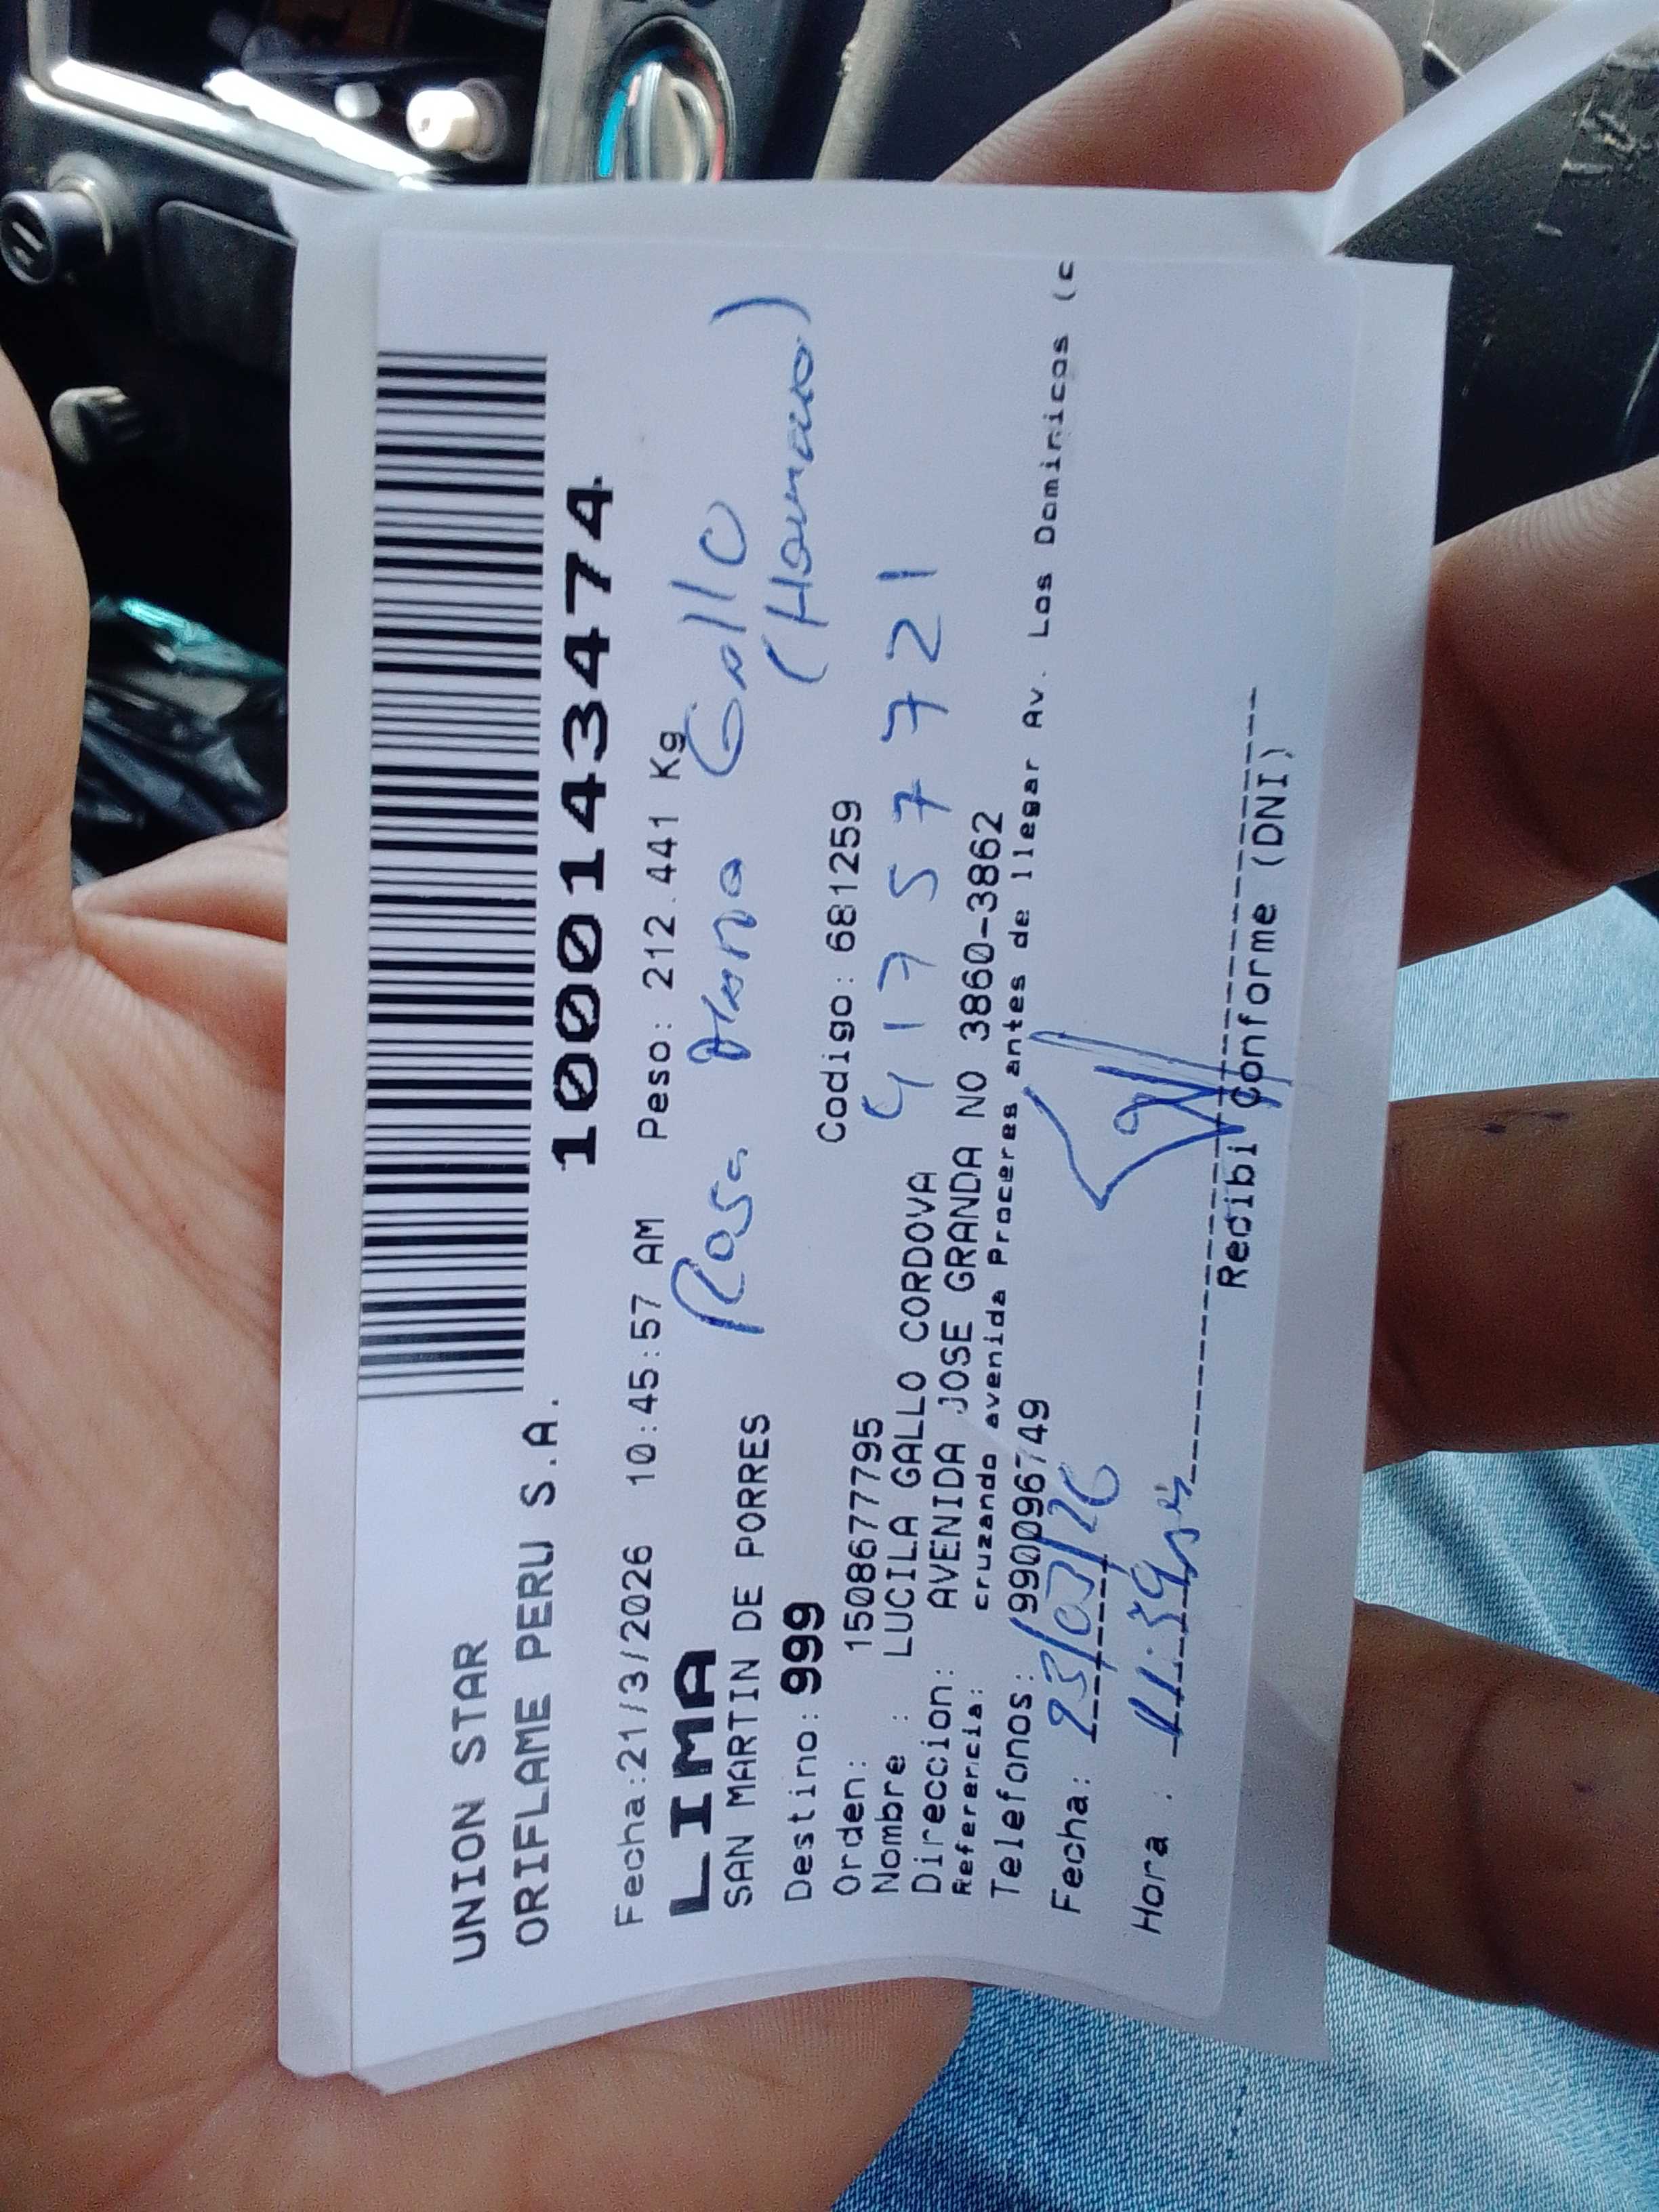 UNION STAR
ORIFLAME PERU S.A.
1000143474
Fecha:21/3/2026 10:45:57 AM Peso: 212.441 Kg
LIMA
Rosa Gallo
SAN MARTIN DE PORRES
(Hermana)
Destino: 999
Codigo: 681259
Orden: 1508677795
41757721
Nombre : LUCILA GALLO CORDOVA
Direccion: AVENIDA JOSE GRANDA NO 3860-3862
Referencia: cruzando avenida Proceres antes de llegar Av. Los Dominicos (c
Telefonos: 990096749
Fecha: 23/03/26
Hora : 11:39
Recibi Conforme (DNI)